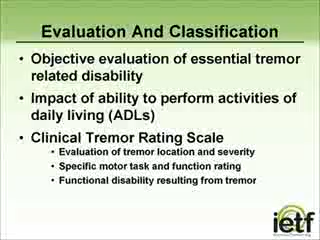 Evaluation And Classification
• Objective evaluation of essential tremor
related disability
• Impact of ability to perform activities of
daily living (ADLs)
• Clinical Tremor Rating Scale
• Evaluation of tremor location and severity
• Specific motor task and function rating
• Functional disability resulting from tremor
ietf